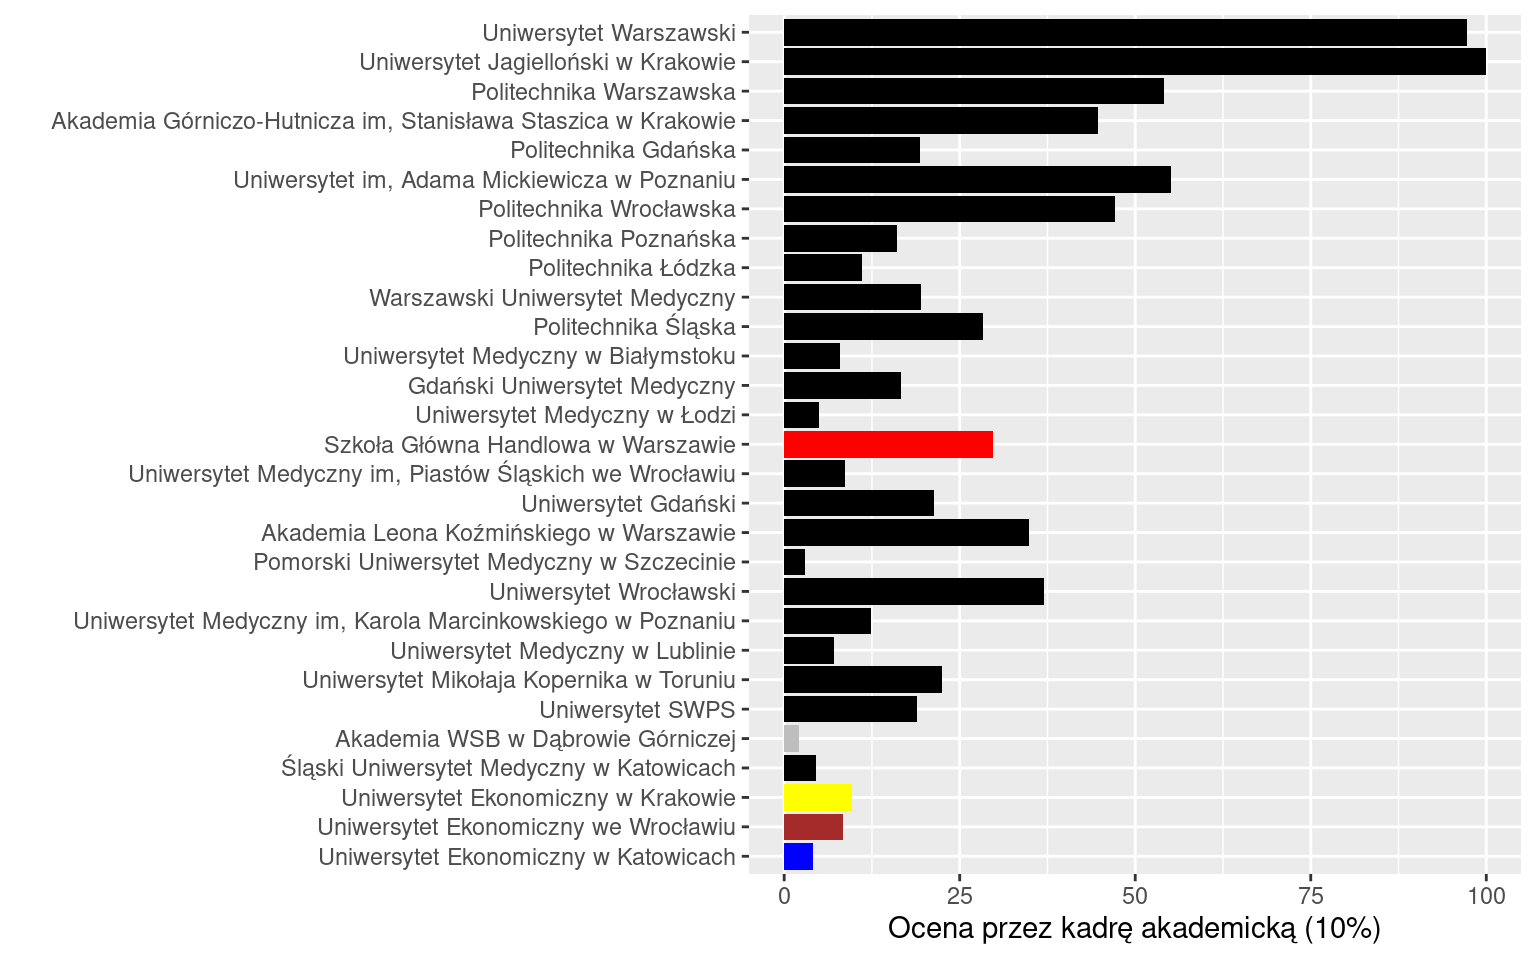 Uniwersytet Warszawski
Uniwersytet Jagielloński w Krakowie
Politechnika Warszawska
Akademia Górniczo-Hutnicza im, Stanisława Staszica w Krakowie
Politechnika Gdańska
Uniwersytet im, Adama Mickiewicza w Poznaniu
Politechnika Wrocławska
Politechnika Poznańska
Politechnika Łódzka
Warszawski Uniwersytet Medyczny
Politechnika Śląska
Uniwersytet Medyczny w Białymstoku
Gdański Uniwersytet Medyczny
Uniwersytet Medyczny w Łodzi
Szkoła Główna Handlowa w Warszawie
Uniwersytet Medyczny im, Piastów Śląskich we Wrocławiu
Uniwersytet Gdański
Akademia Leona Koźmińskiego w Warszawie
Pomorski Uniwersytet Medyczny w Szczecinie
Uniwersytet Wrocławski
Uniwersytet Medyczny im, Karola Marcinkowskiego w Poznaniu
Uniwersytet Medyczny w Lublinie
Uniwersytet Mikołaja Kopernika w Toruniu
Uniwersytet SWPS
Akademia WSB w Dąbrowie Górniczej
Śląski Uniwersytet Medyczny w Katowicach
Uniwersytet Ekonomiczny w Krakowie
Uniwersytet Ekonomiczny we Wrocławiu
Uniwersytet Ekonomiczny w Katowicach
0 25 50 75 100
Ocena przez kadrę akademicką (10%)